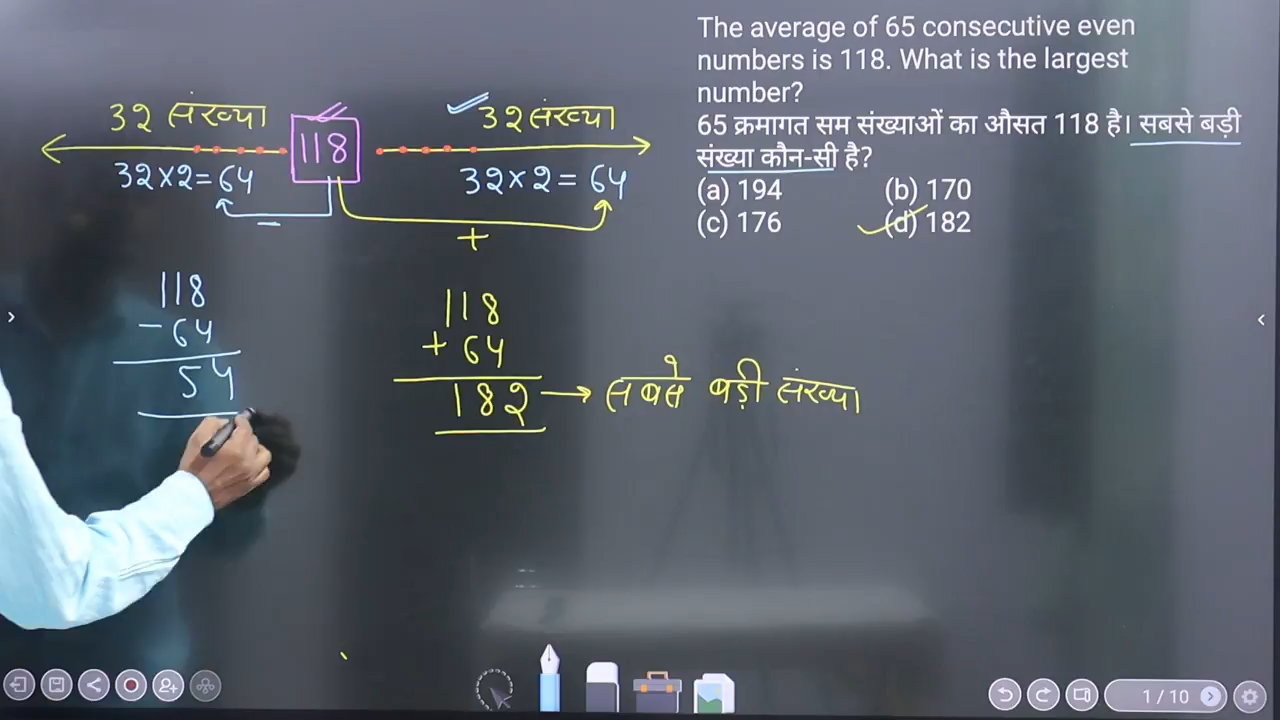 The average of 65 consecutive even
numbers is 118. What is the largest
number?
65 क्रमागत सम संख्याओं का औसत 118 है। सबसे बड़ी
संख्या कौन-सी है?
(a) 194 (b) 170
(c) 176 (d) 182
32 संख्या 118 32 संख्या
32×2=64 32×2=64
− +
118
−64
54
118
+64
182 → सबसे बड़ी संख्या
1 / 10